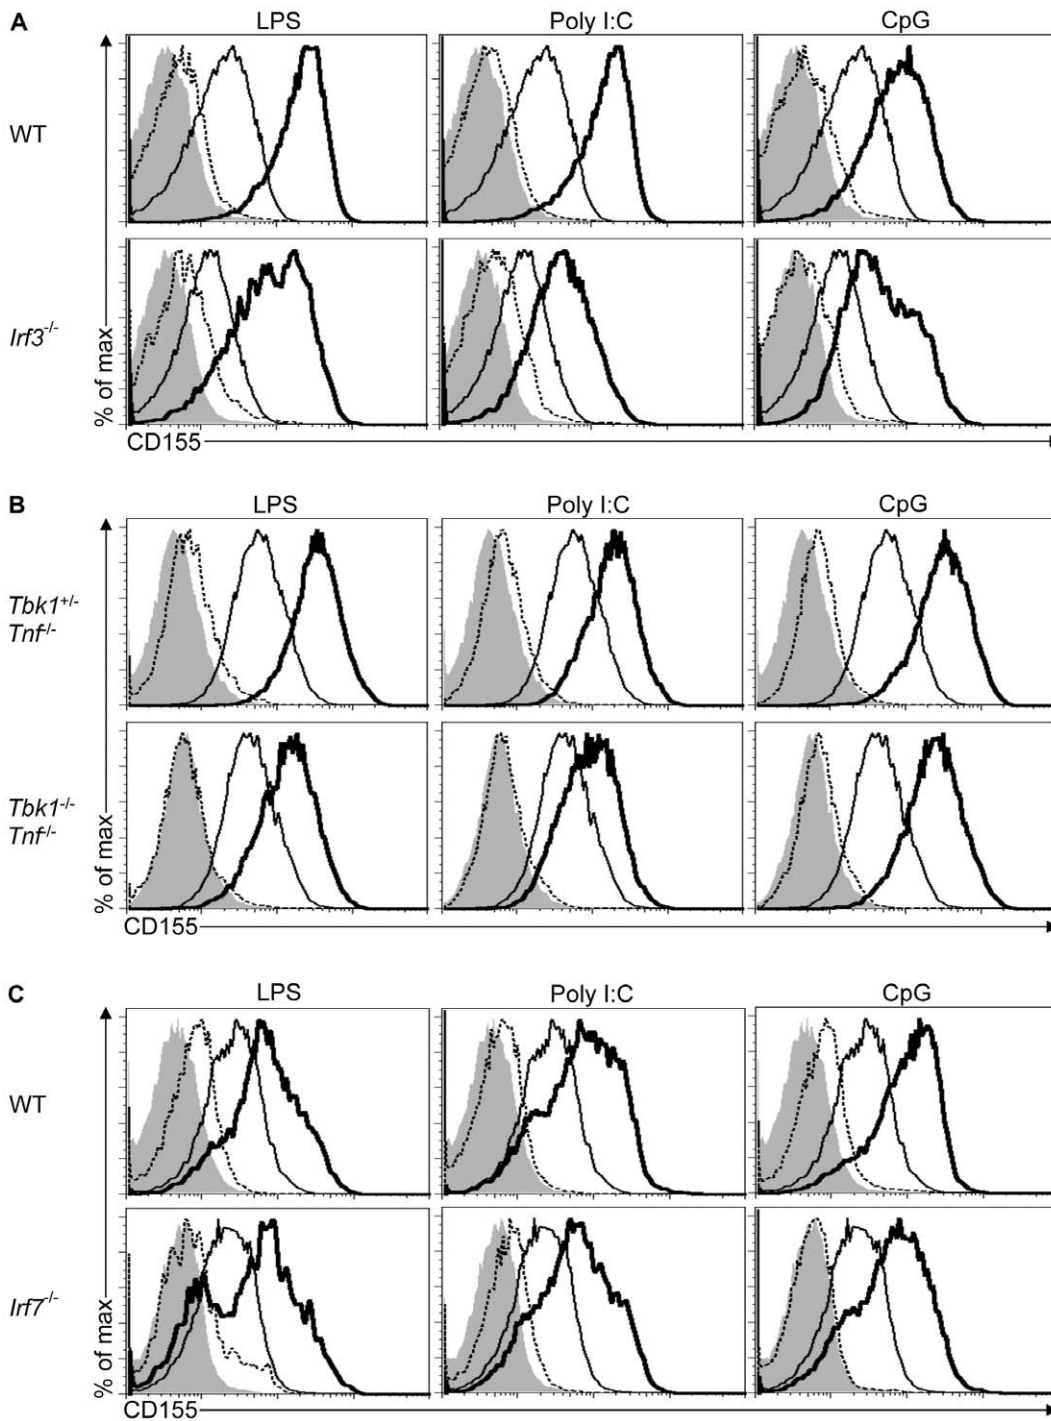 A
LPS Poly I:C CpG
WT
Irf3-/-
% of max
CD155
B
LPS Poly I:C CpG
Tbk1+/-
Tnf-/-
Tbk1-/-
Tnf-/-
% of max
CD155
C
LPS Poly I:C CpG
WT
Irf7-/-
% of max
CD155